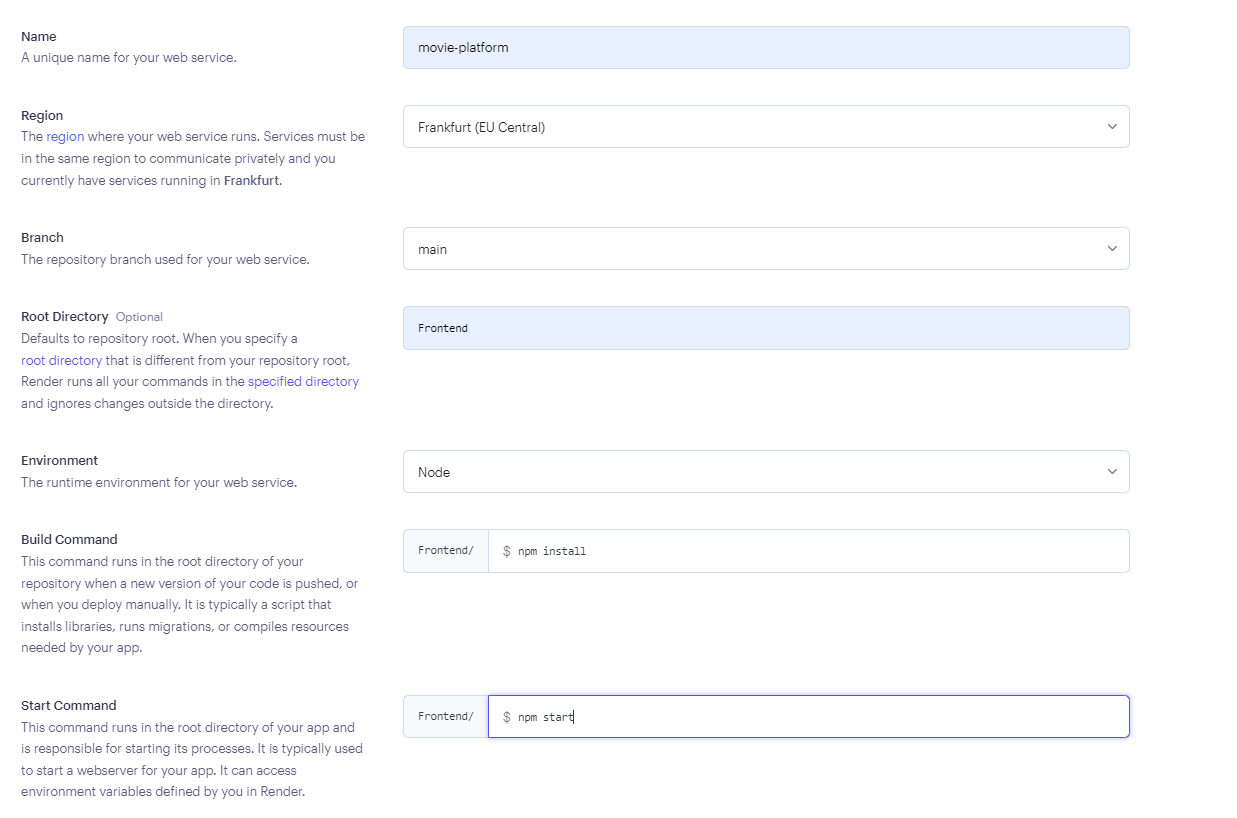 Name
A unique name for your web service.
movie-platform
Region
The region where your web service runs. Services must be
in the same region to communicate privately and you
currently have services running in Frankfurt.
Frankfurt (EU Central)
Branch
The repository branch used for your web service.
main
Root Directory Optional
Defaults to repository root. When you specify a
root directory that is different from your repository root,
Render runs all your commands in the specified directory
and ignores changes outside the directory.
Frontend
Environment
The runtime environment for your web service.
Node
Build Command
This command runs in the root directory of your
repository when a new version of your code is pushed, or
when you deploy manually. It is typically a script that
installs libraries, runs migrations, or compiles resources
needed by your app.
Frontend/ $ npm install
Start Command
This command runs in the root directory of your app and
is responsible for starting its processes. It is typically used
to start a webserver for your app. It can access
environment variables defined by you in Render.
Frontend/ $ npm start